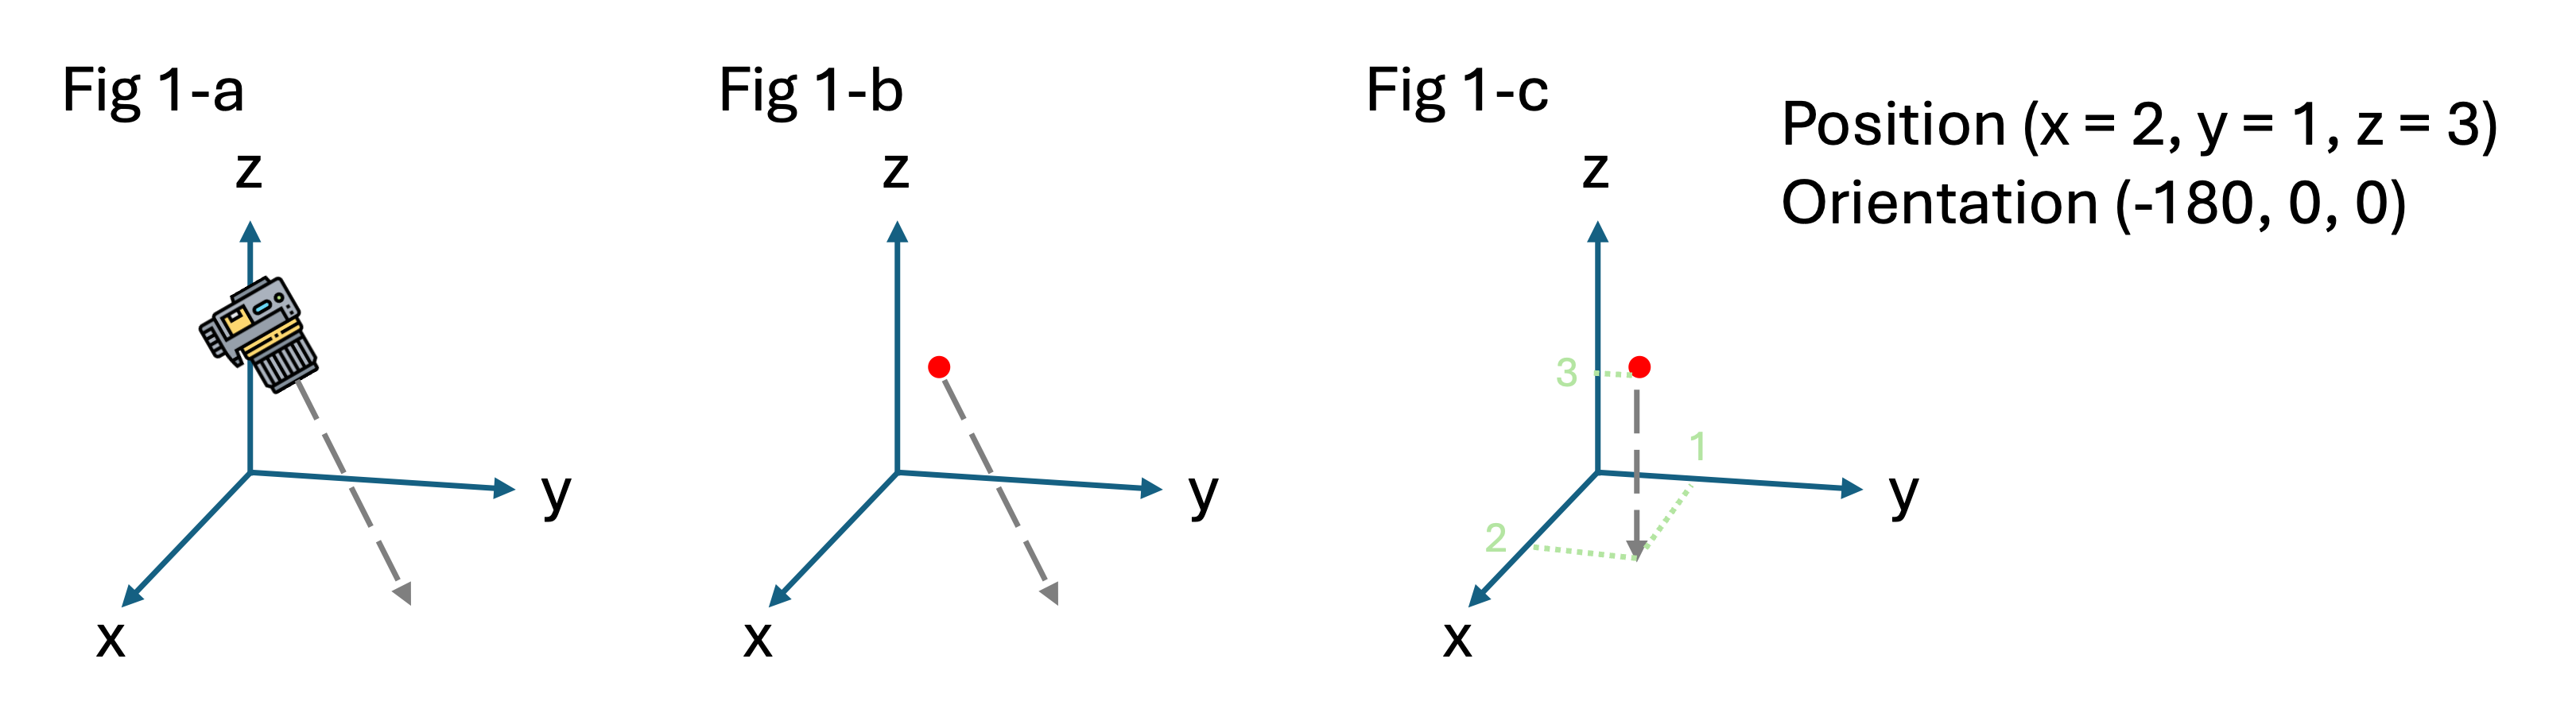 Fig 1-a
z
y
x
Fig 1-b
z
y
x
Fig 1-c
z
3
1
2
y
x
Position (x = 2, y = 1, z = 3)
Orientation (-180, 0, 0)